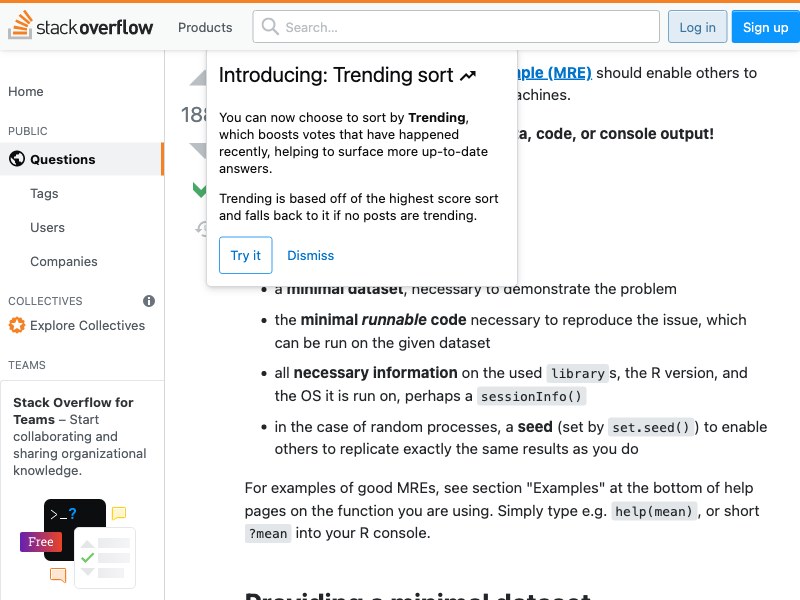 stack overflow
Products
Search...
Log in
Sign up
Home
PUBLIC
Questions
Tags
Users
Companies
COLLECTIVES
Explore Collectives
TEAMS
Stack Overflow for
Teams – Start
collaborating and
sharing organizational
knowledge.
>_?
Free
Introducing: Trending sort
You can now choose to sort by Trending,
which boosts votes that have happened
recently, helping to surface more up-to-date
answers.
Trending is based off of the highest score sort
and falls back to it if no posts are trending.
Try it
Dismiss
(MRE) should enable others to
a, code, or console output!
• a minimal dataset, necessary to demonstrate the problem
• the minimal runnable code necessary to reproduce the issue, which
can be run on the given dataset
• all necessary information on the used librarys, the R version, and
the OS it is run on, perhaps a sessionInfo()
• in the case of random processes, a seed (set by set.seed()) to enable
others to replicate exactly the same results as you do
For examples of good MREs, see section "Examples" at the bottom of help
pages on the function you are using. Simply type e.g. help(mean), or short
?mean into your R console.
Providing a minimal dataset